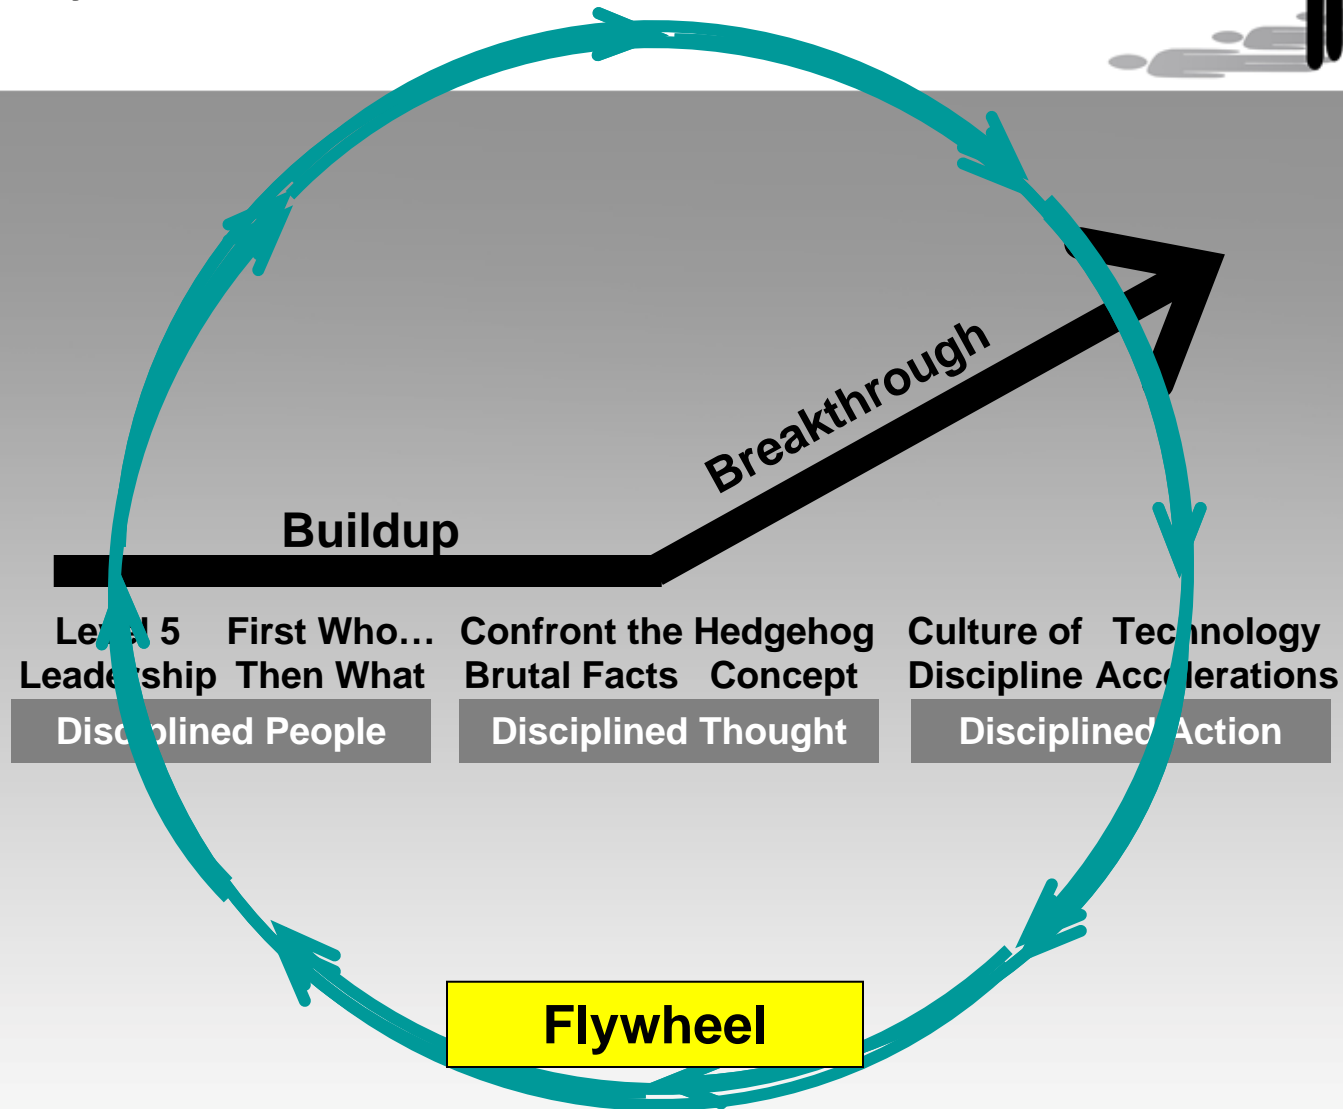 Breakthrough
Buildup
Level 5
Leadership
First Who...
Then What
Confront the
Brutal Facts
Hedgehog
Concept
Culture of
Discipline
Technology
Accelerations
Disciplined People
Disciplined Thought
Disciplined Action
Flywheel